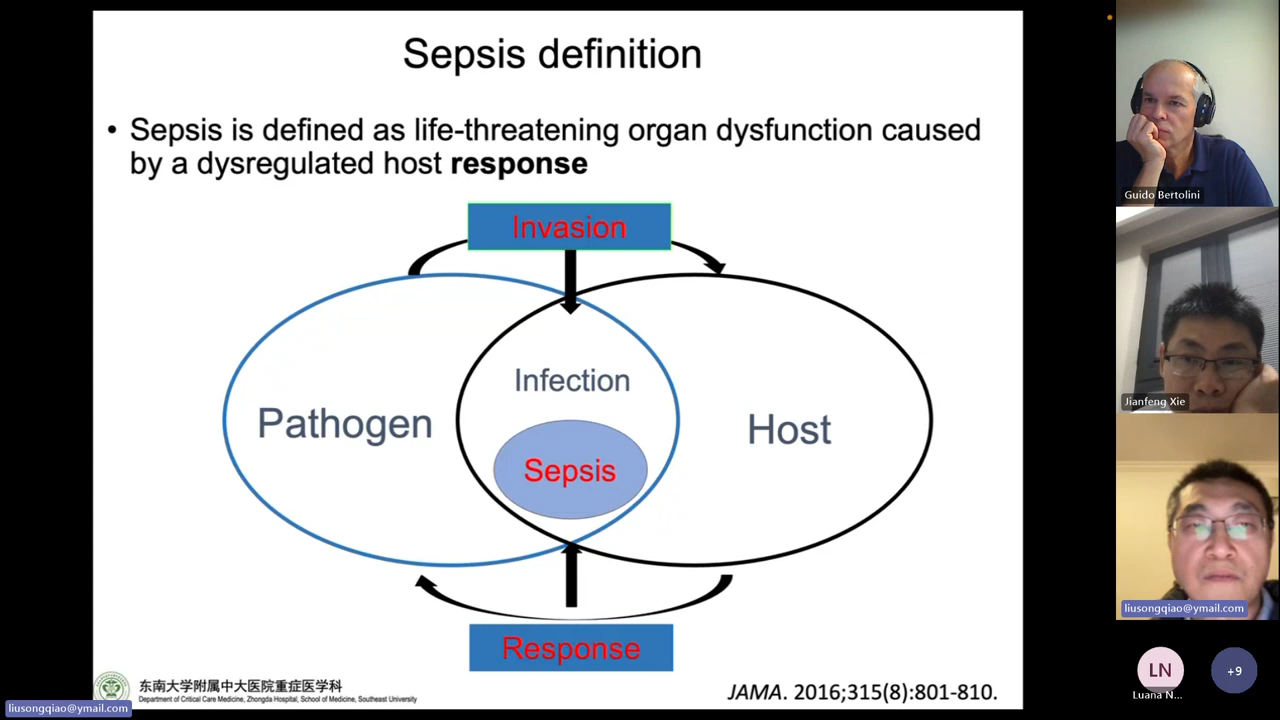 Sepsis definition
• Sepsis is defined as life-threatening organ dysfunction caused
by a dysregulated host response
Invasion
Infection
Pathogen
Host
Sepsis
Response
东南大学附属中大医院重症医学科
Department of Critical Care Medicine, Zhongda Hospital, School of Medicine, Southeast University
JAMA. 2016;315(8):801-810.
liusongqiao@ymail.com
Guido Bertolini
Jianfeng Xie
liusongqiao@ymail.com
LN
+9
Luana N...